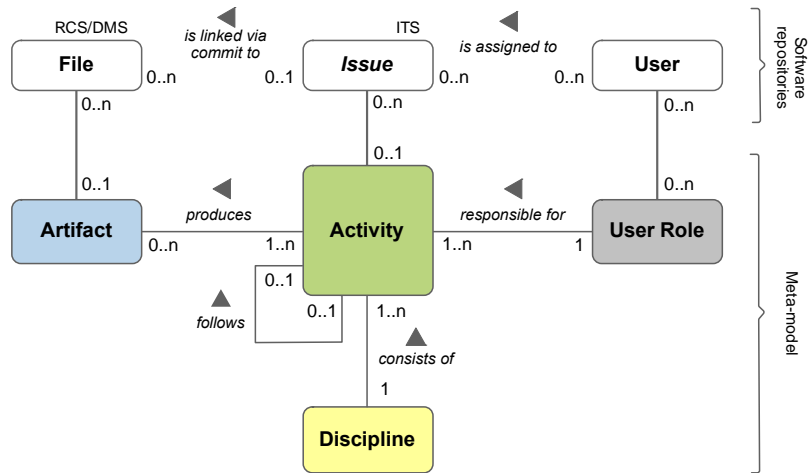 RCS/DMS
ITS
is linked via
commit to
is assigned to
File
Issue
User
0..n
0..1
0..n
0..n
0..n
0..n
0..n
0..1
0..1
0..n
produces
responsible for
Artifact
Activity
User Role
0..n
1..n
1..n
1
0..1
0..1
1..n
follows
consists of
1
Discipline
Software
repositories
Meta-model